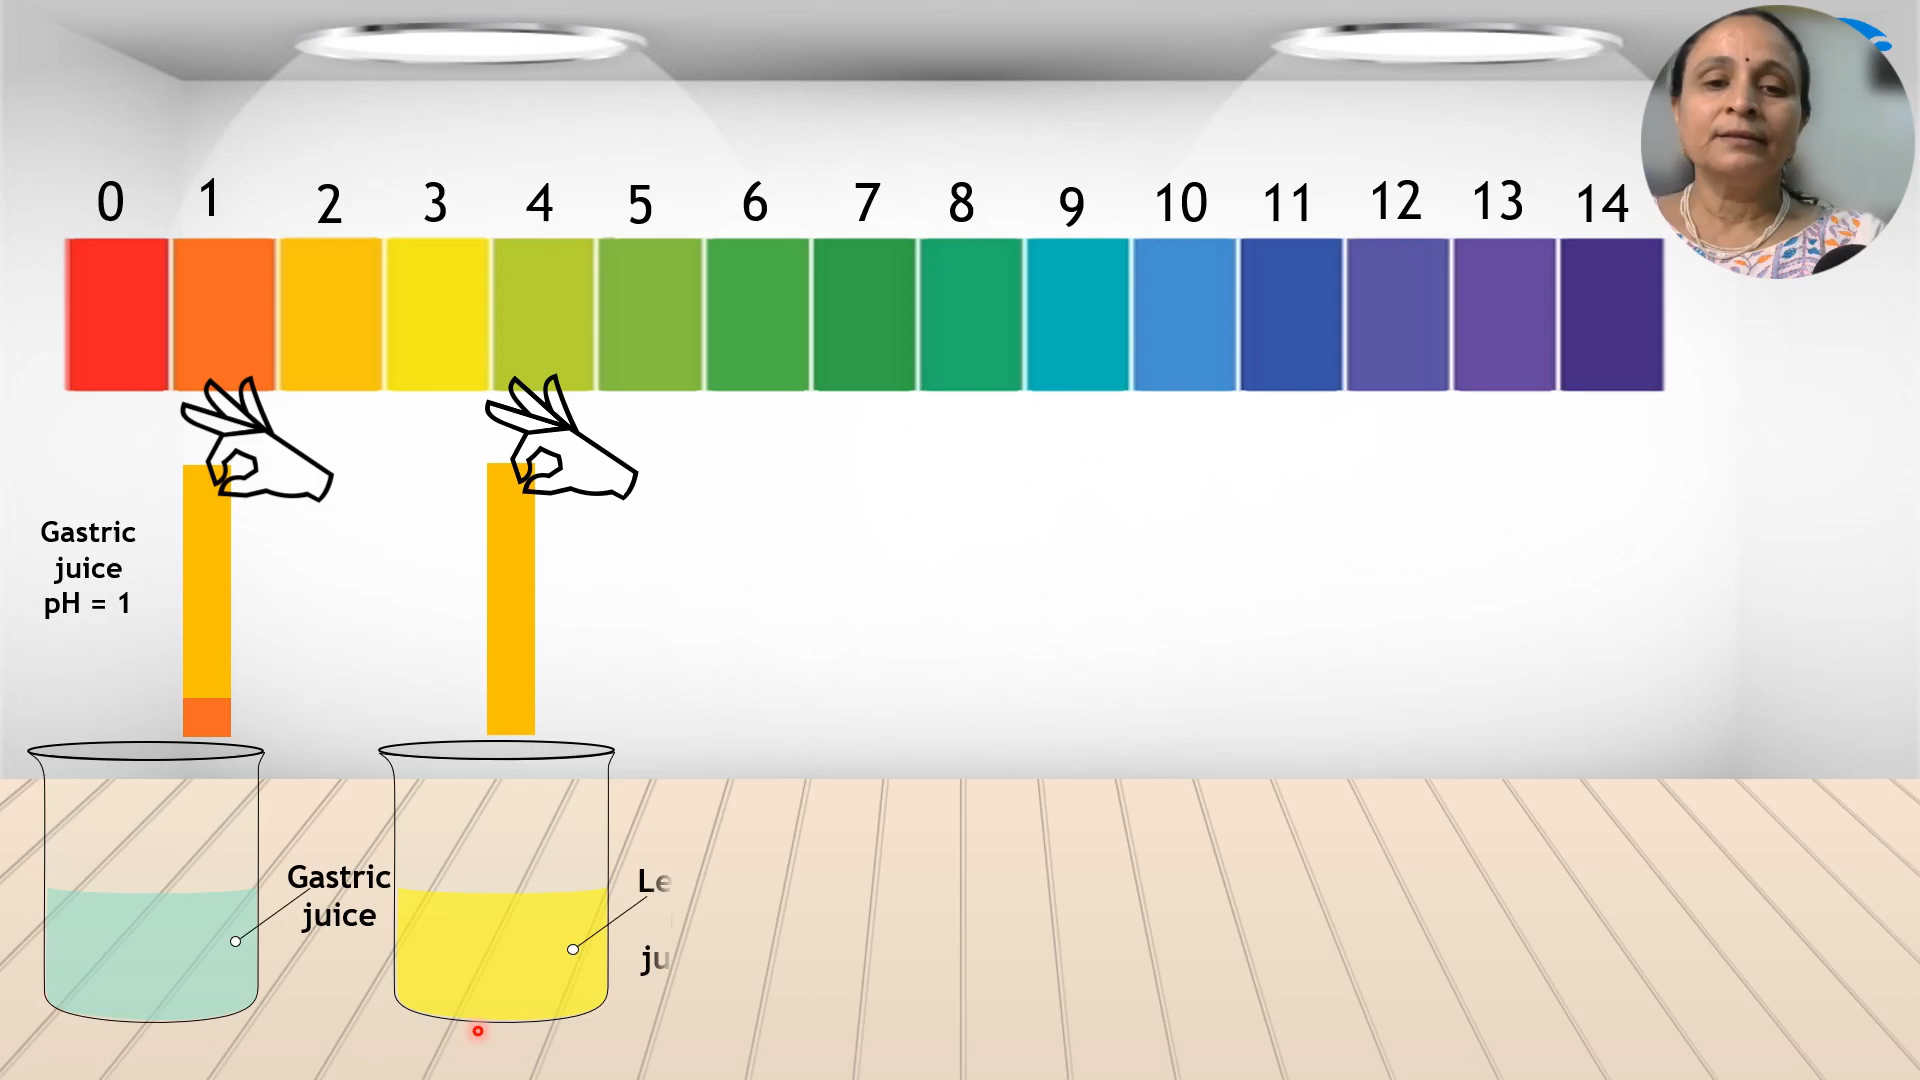 0 1 2 3 4 5 6 7 8 9 10 11 12 13 14
Gastric
juice
pH = 1
Gastric
juice
Le
ju